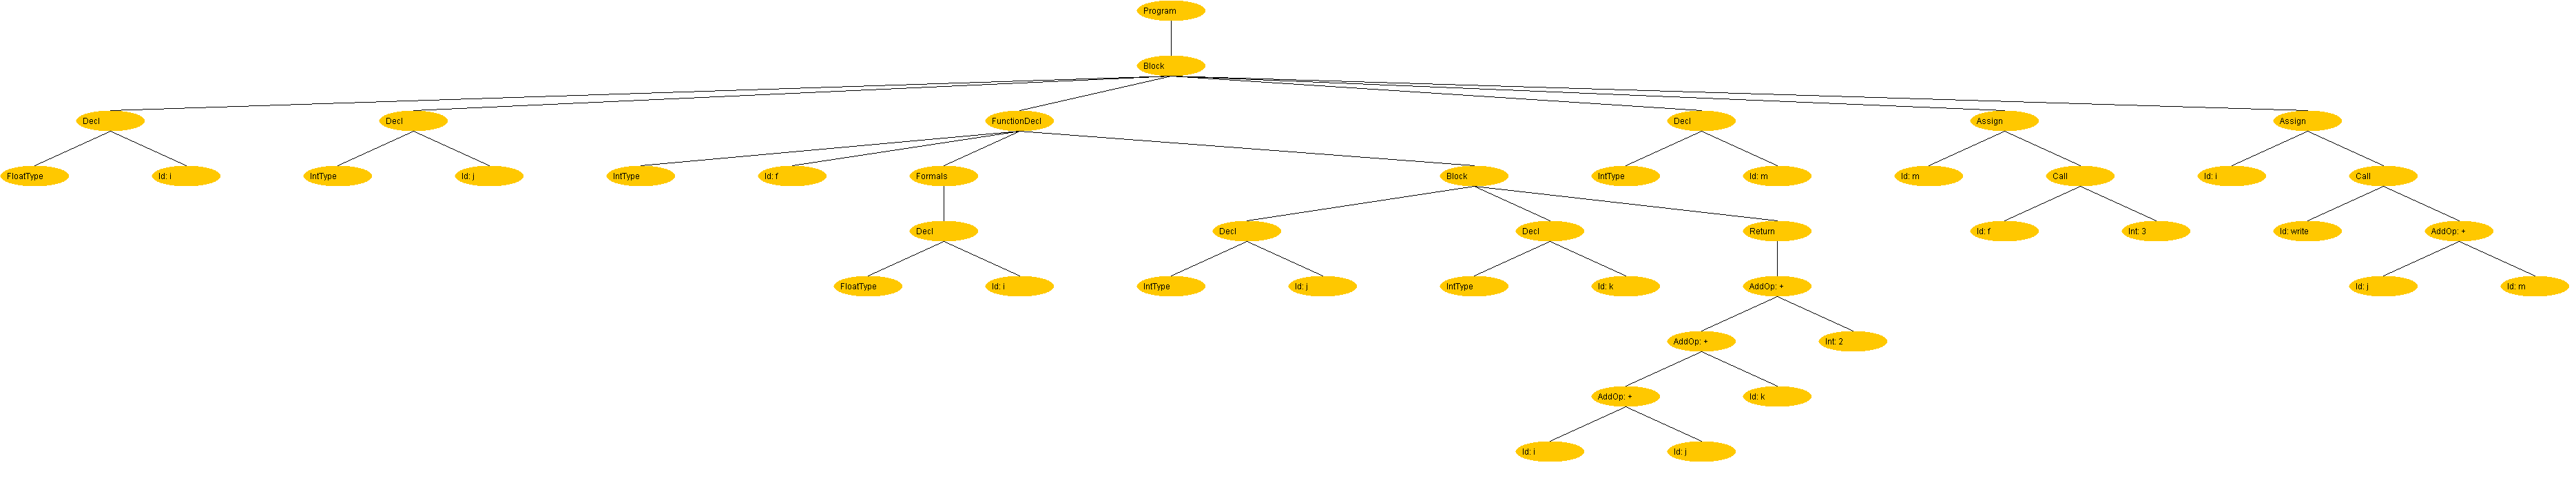 Program
Block
Decl Decl FunctionDecl Decl Assign Assign
FloatType Id: i IntType Id: j IntType Id: f Formals Block IntType Id: m Id: m Call Id: i Call
Decl Decl Decl Return Id: f Int: 3 Id: write AddOp: +
FloatType Id: i IntType Id: j IntType Id: k AddOp: + Id: j Id: m
AddOp: + Int: 2
AddOp: + Id: k
Id: i Id: j